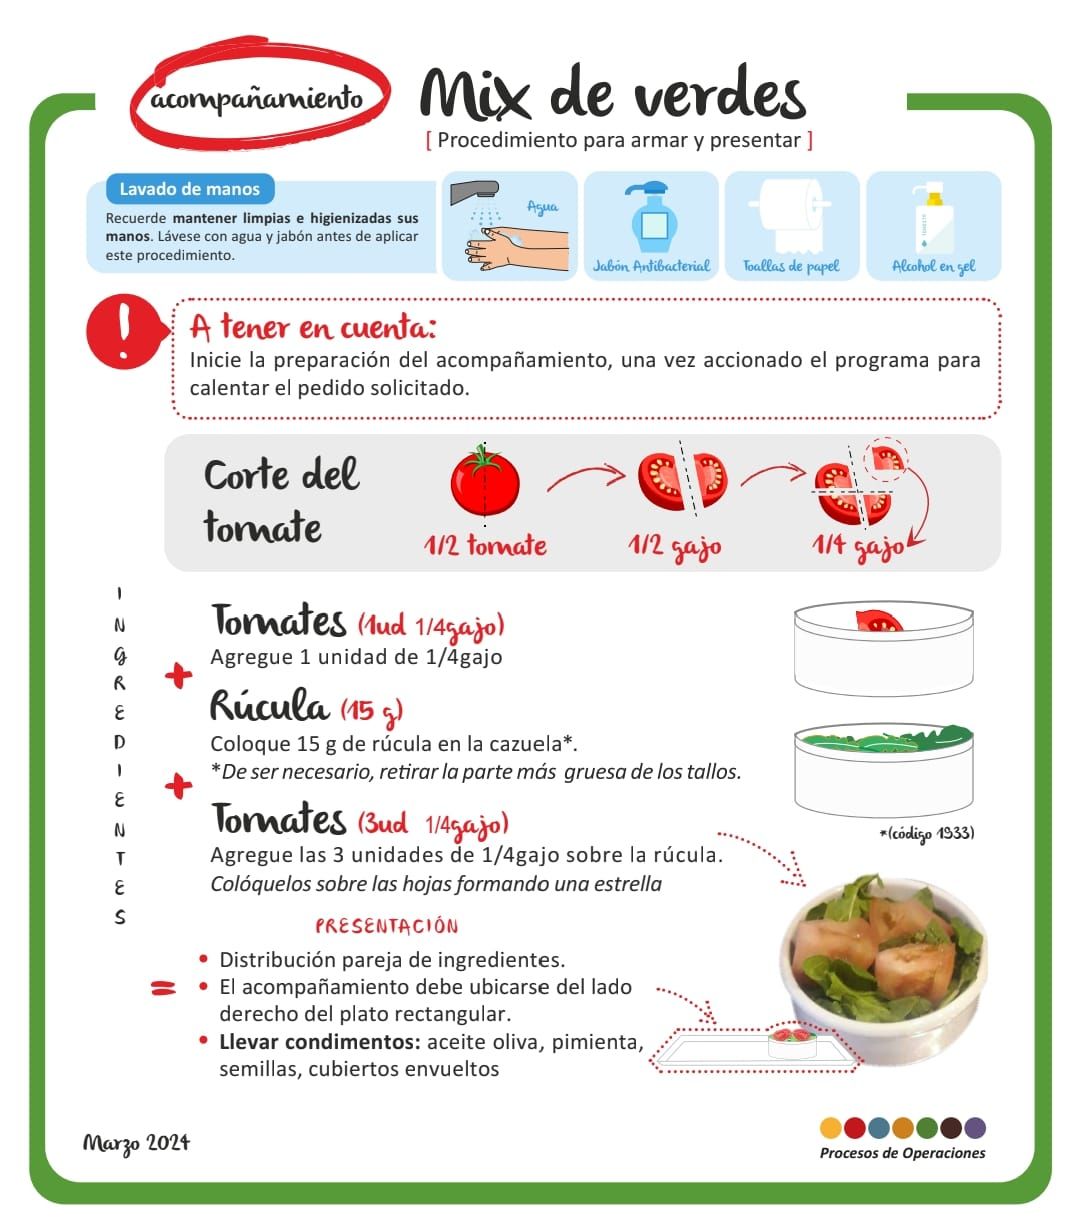 acompañamiento
Mix de verdes
[ Procedimiento para armar y presentar ]
Lavado de manos
Recuerde mantener limpias e higienizadas sus
manos. Lávese con agua y jabón antes de aplicar
este procedimiento.
Agua
Jabón Antibacterial
Toallas de papel
Alcohol en gel
!
A tener en cuenta:
Inicie la preparación del acompañamiento, una vez accionado el programa para
calentar el pedido solicitado.
Corte del
tomate
1/2 tomate
1/2 gajo
1/4 gajo
INGREDIENTES
Tomates (1ud 1/4gajo)
Agregue 1 unidad de 1/4gajo
+
Rúcula (15 g)
Coloque 15 g de rúcula en la cazuela*.
*De ser necesario, retirar la parte más gruesa de los tallos.
+
Tomates (3ud 1/4gajo)
Agregue las 3 unidades de 1/4gajo sobre la rúcula.
Colóquelos sobre las hojas formando una estrella
*(código 1933)
PRESENTACIÓN
=
• Distribución pareja de ingredientes.
• El acompañamiento debe ubicarse del lado
derecho del plato rectangular.
• Llevar condimentos: aceite oliva, pimienta,
semillas, cubiertos envueltos
Marzo 2024
Procesos de Operaciones